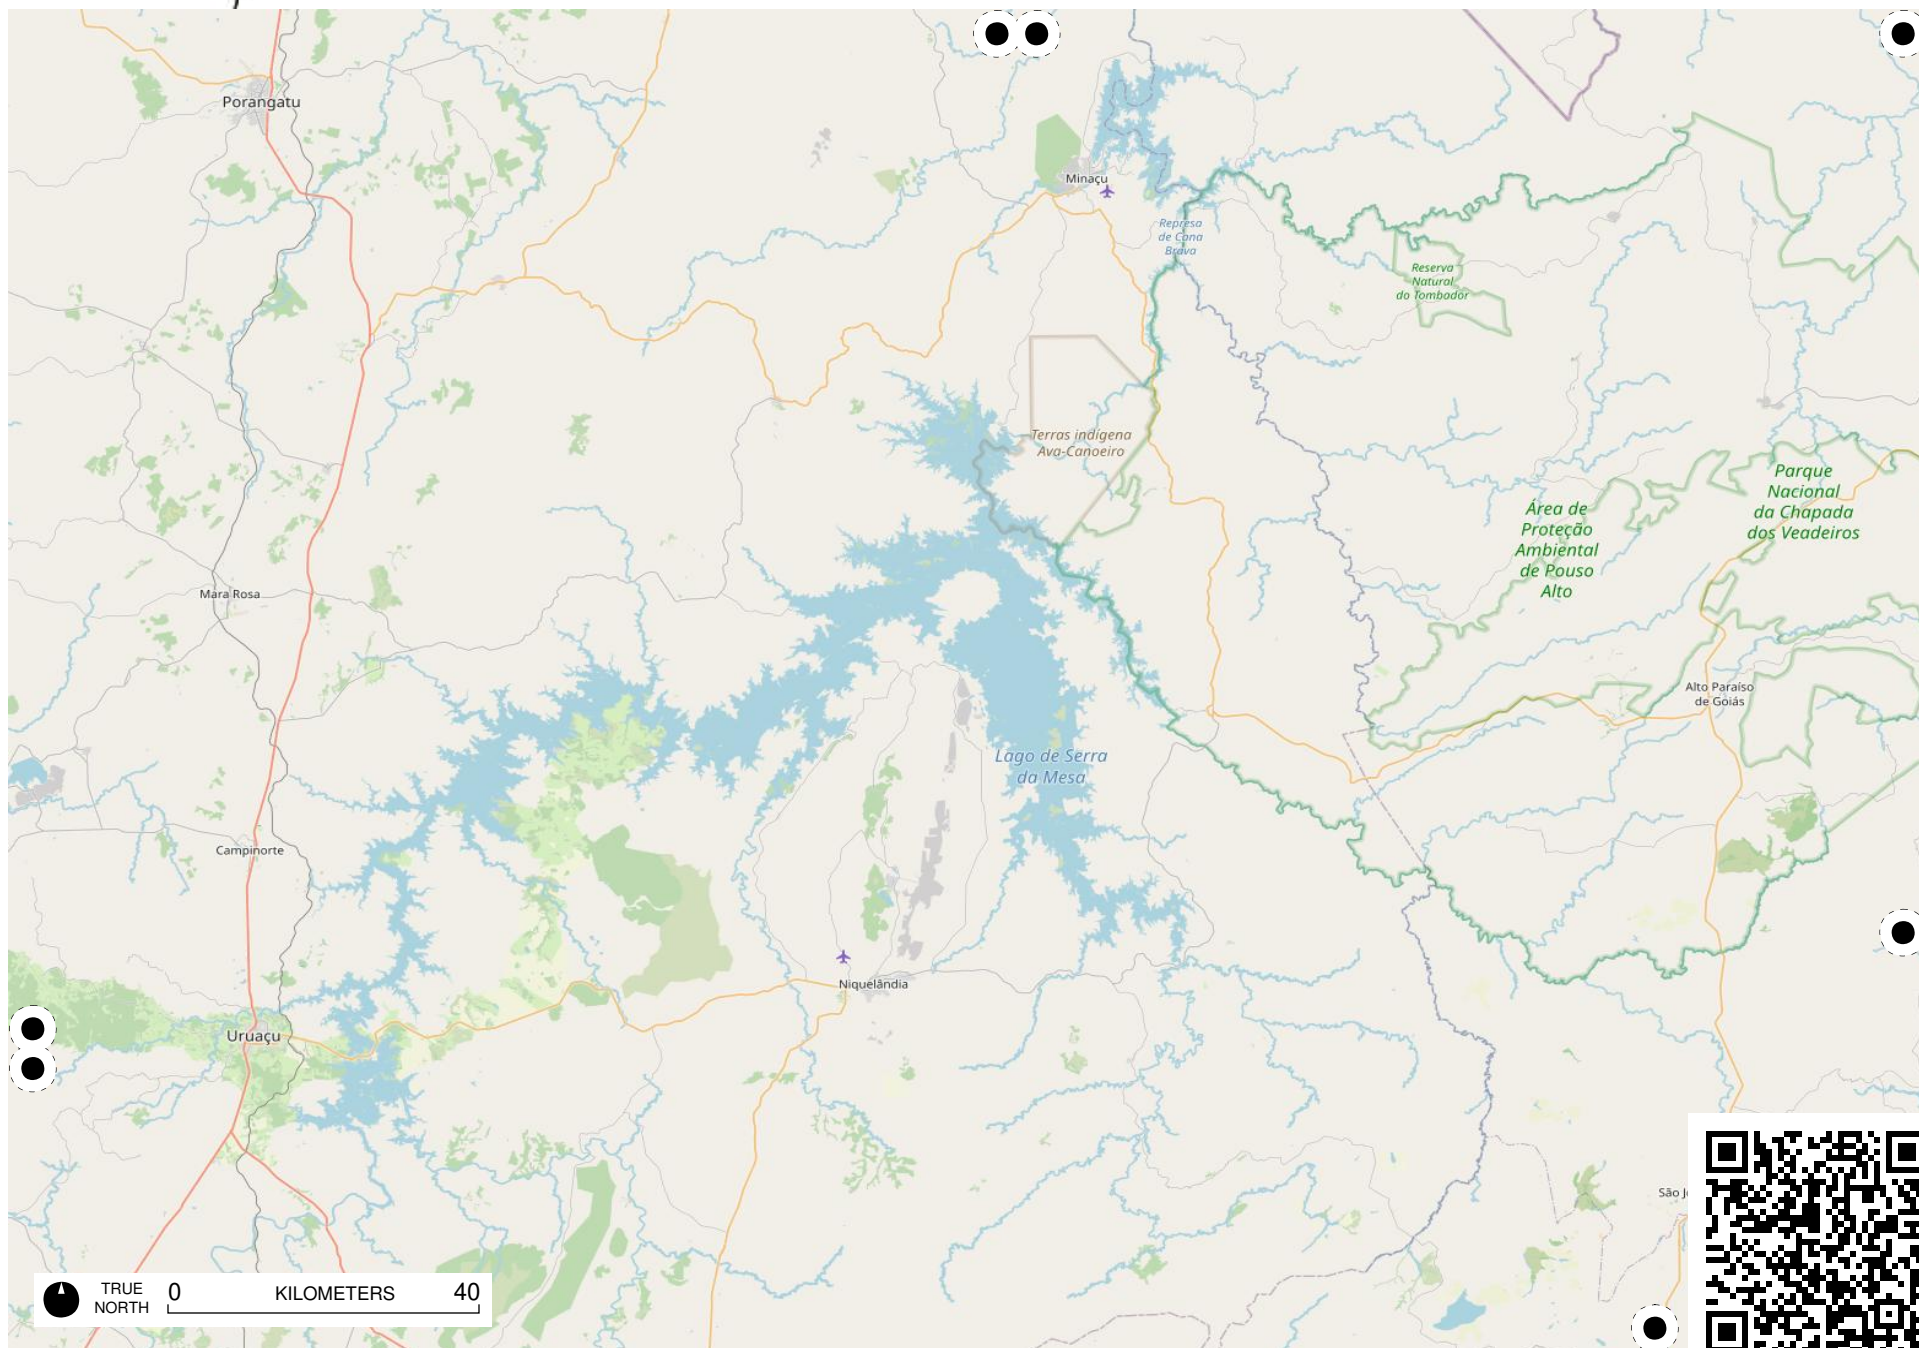 Porangatu
Minaçu
Represa
de Cana
Brava
Reserva
Natural
do Tombador
Terras indígena
Ava-Canoeiro
Parque
Nacional
da Chapada
dos Veadeiros
Área de
Proteção
Ambiental
de Pouso
Alto
Mara Rosa
Alto Paraíso
de Goiás
Lago de Serra
da Mesa
Campinorte
Niquelândia
Uruaçu
São J
TRUE
NORTH
0 KILOMETERS 40